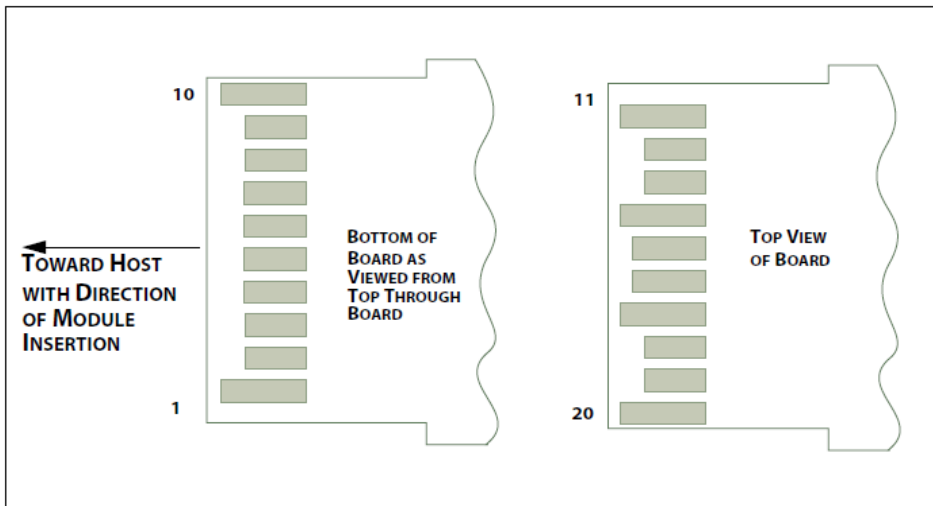 10
1
TOWARD HOST
WITH DIRECTION
OF MODULE
INSERTION
BOTTOM OF
BOARD AS
VIEWED FROM
TOP THROUGH
BOARD
11
20
TOP VIEW
OF BOARD